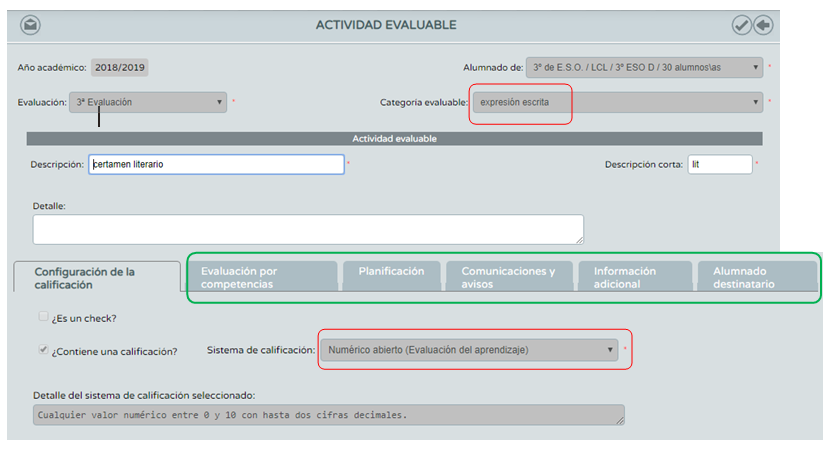 ACTIVIDAD EVALUABLE
Año académico: 2018/2019 Alumnado de: 3º de E.S.O. / LCL / 3º ESO D / 30 alumnos\as *
Evaluación: 3ª Evaluación * Categoria evaluable: expresión escrita *
Actividad evaluable
Descripción: certamen literario * Descripción corta: lit *
Detalle:
Configuración de la calificación
Evaluación por competencias
Planificación
Comunicaciones y avisos
Información adicional
Alumnado destinatario
¿Es un check?
¿Contiene una calificación? Sistema de calificación: Numérico abierto (Evaluación del aprendizaje) *
Detalle del sistema de calificación seleccionado:
Cualquier valor numérico entre 0 y 10 con hasta dos cifras decimales.